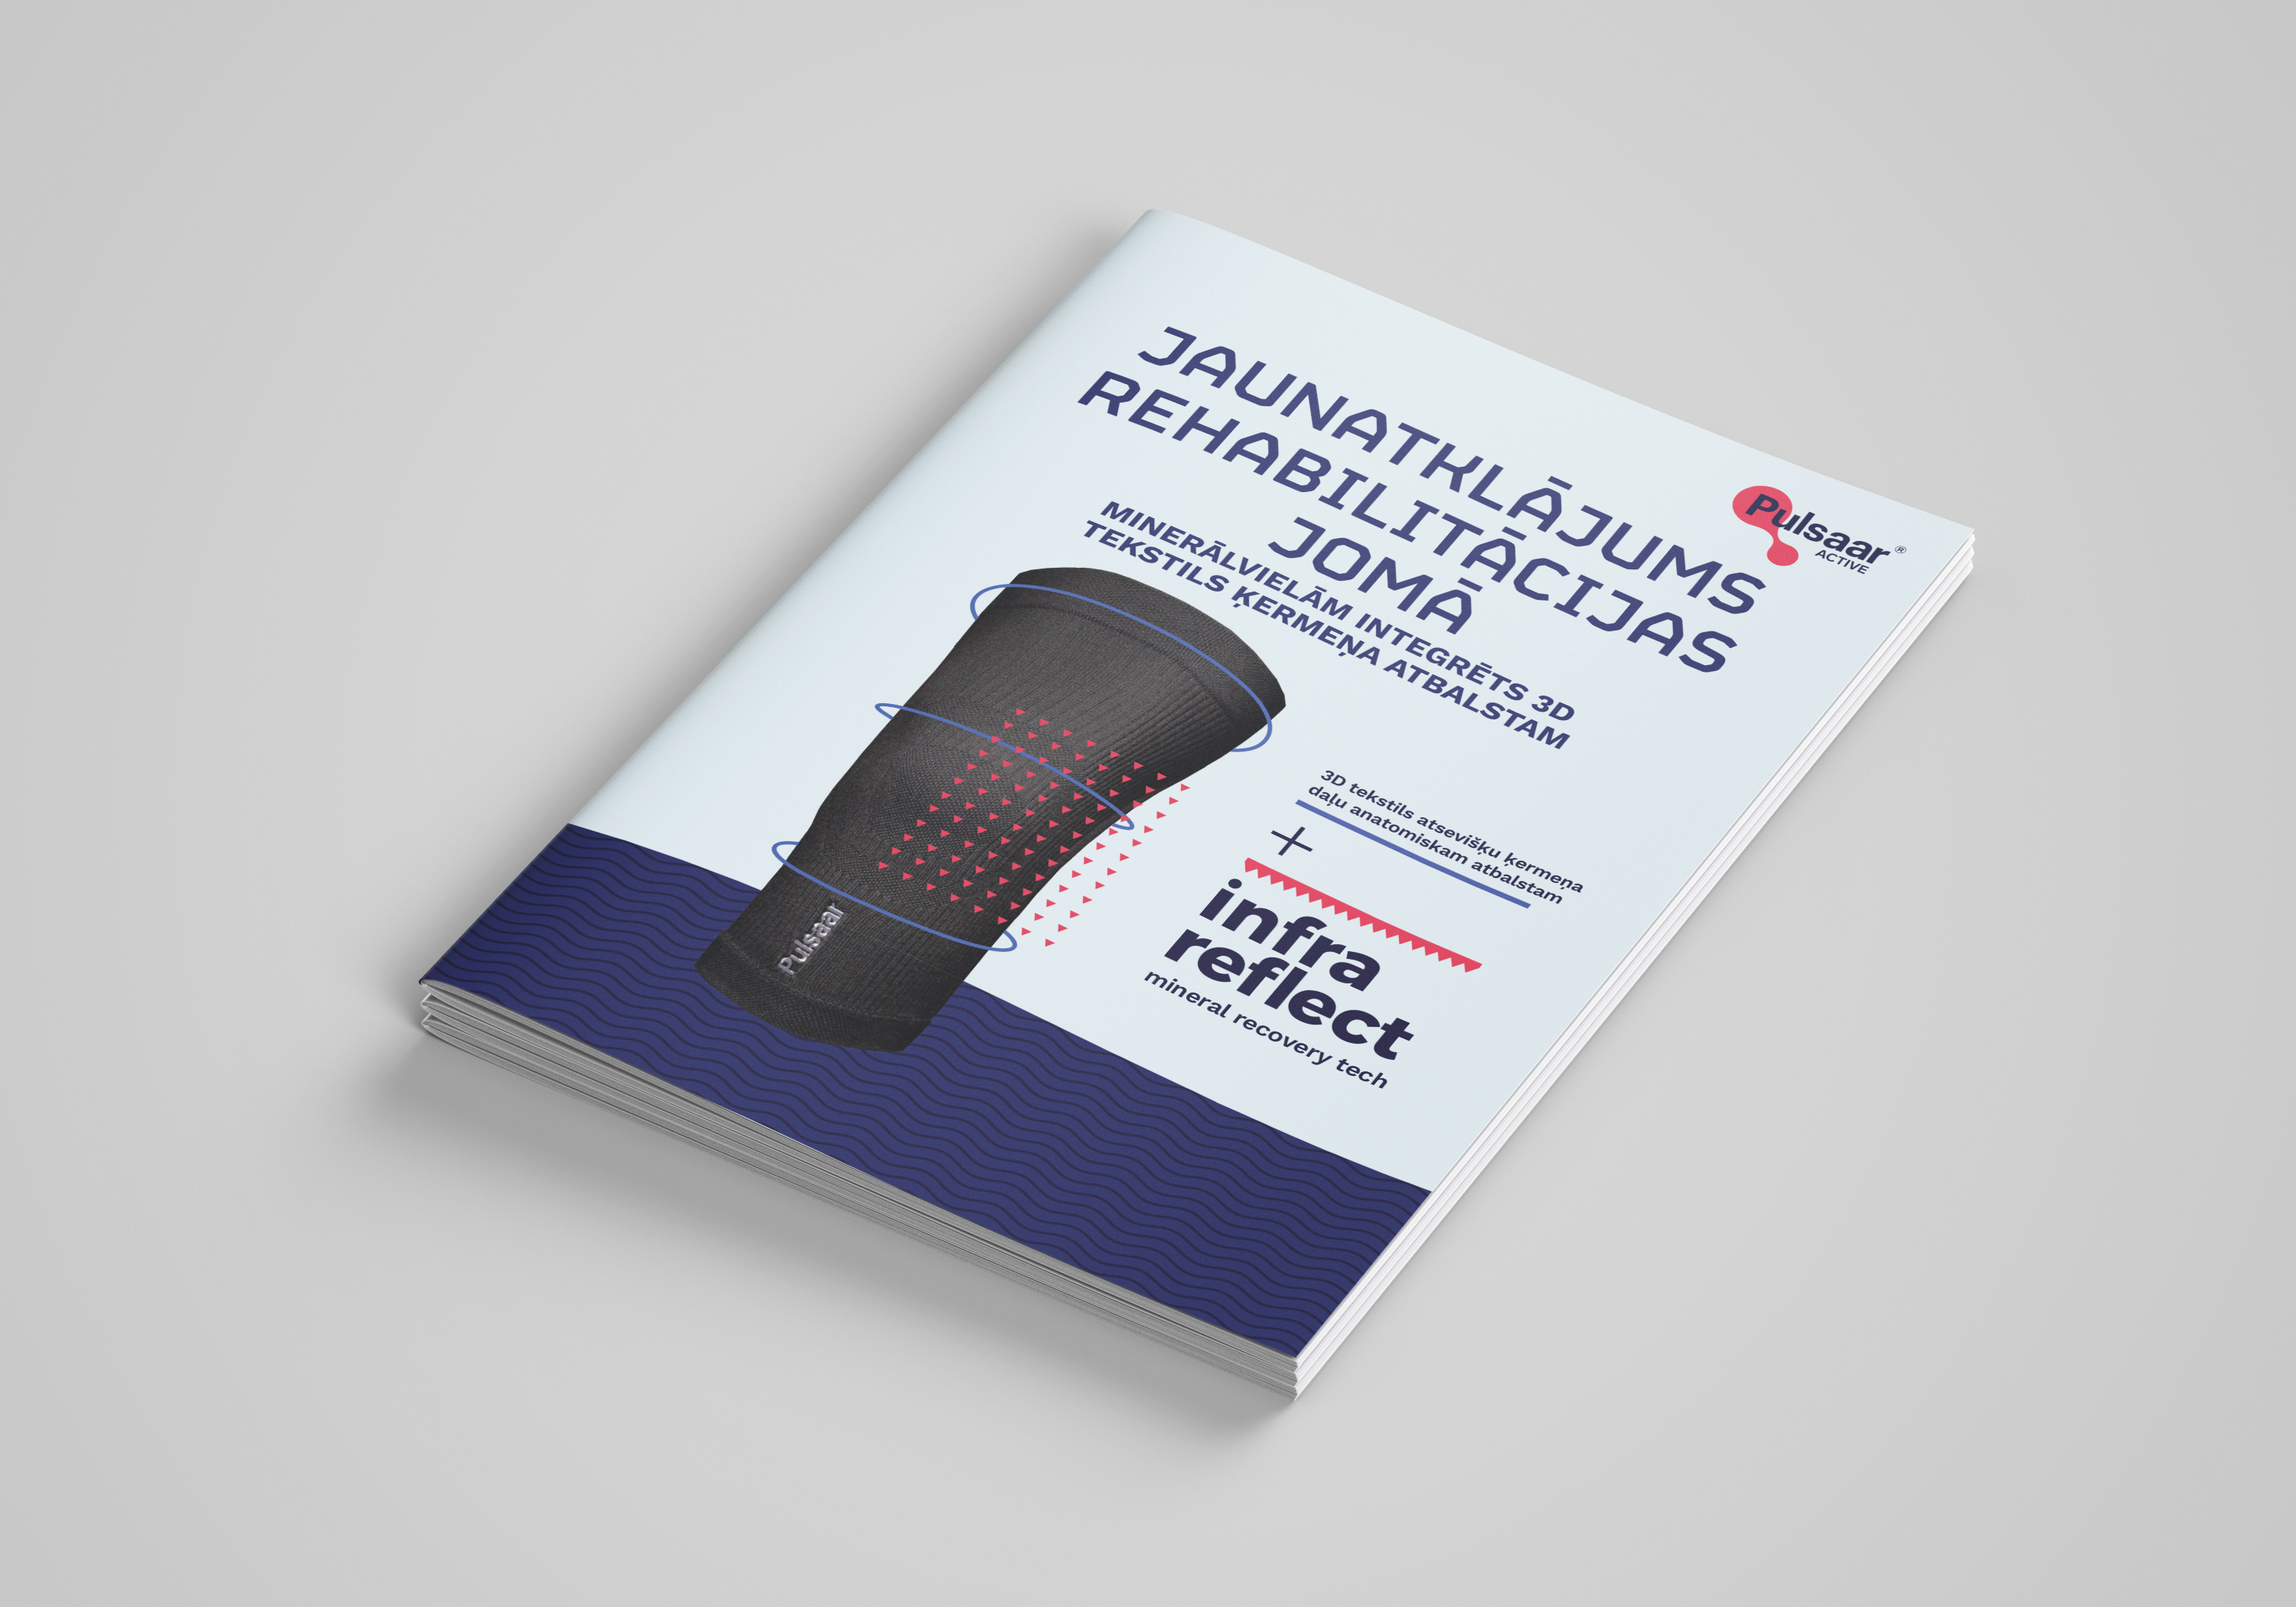 JAUNATKLĀJUMS
REHABILITĀCIJAS
JOMĀ
Pulsaar®
ACTIVE
MINERĀLVIELĀM INTEGRĒTS 3D
TEKSTILS ĶERMEŅA ATBALSTAM
3D tekstils atsevišķu ķermeņa
daļu anatomiskam atbalstam
+
infra
reflect
mineral recovery tech
Pulsaar